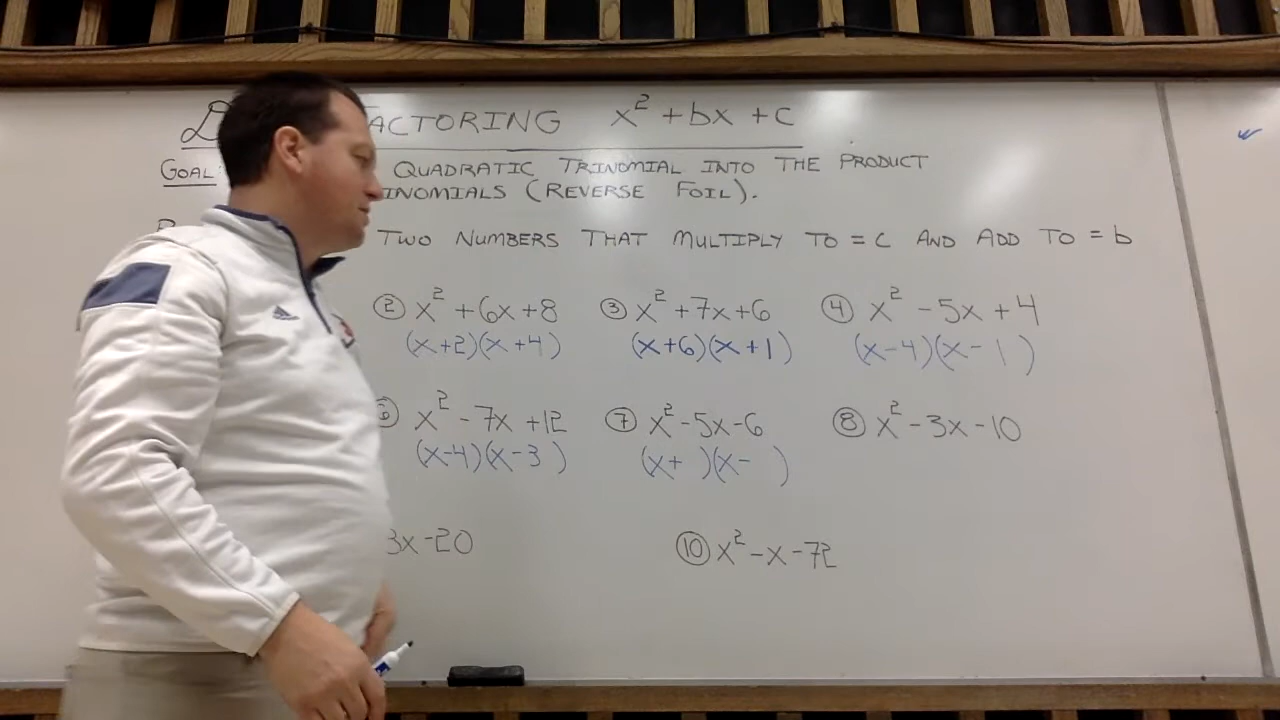 ACTORING x² + bx + c
GOAL QUADRATIC TRINOMIAL INTO THE PRODUCT
INOMIALS (REVERSE FOIL).
TWO NUMBERS THAT MULTIPLY TO = C AND ADD TO = b
② x² + 6x + 8 ③ x² + 7x + 6 ④ x² - 5x + 4
(x+2)(x+4) (x+6)(x+1) (x-4)(x-1)
⑥ x² - 7x + 12 ⑦ x² - 5x - 6 ⑧ x² - 3x - 10
(x-4)(x-3) (x+ )(x- )
3x - 20 ⑩ x² - x - 72